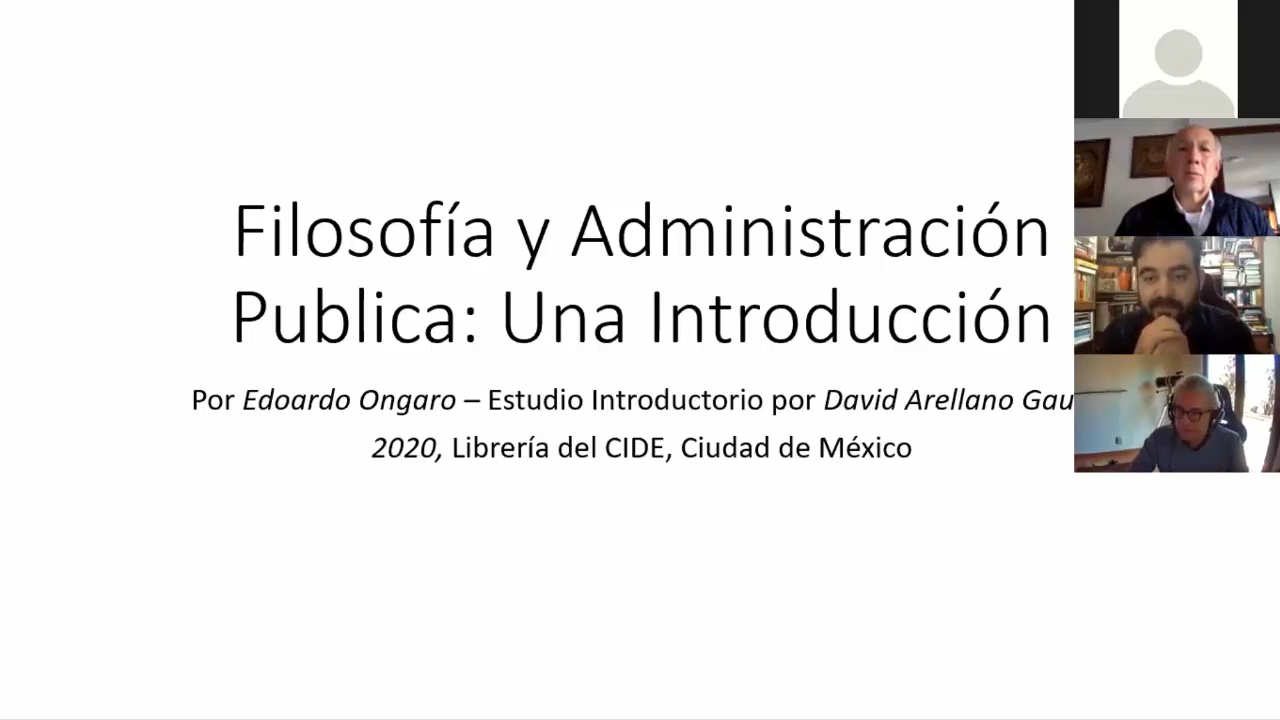 Filosofía y Administración
Publica: Una Introducción
Por Edoardo Ongaro – Estudio Introductorio por David Arellano Gau
2020, Librería del CIDE, Ciudad de México